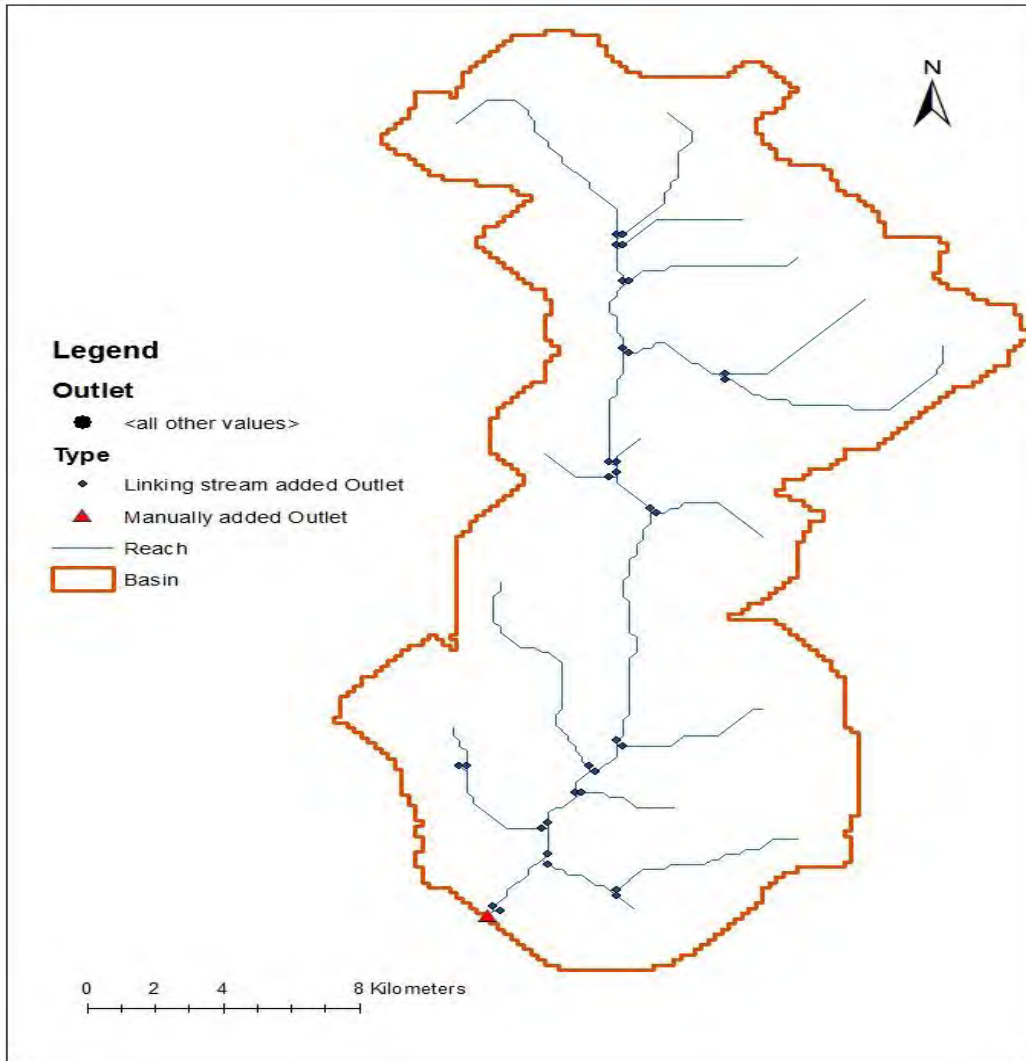 N
Legend
Outlet
<all other values>
Type
Linking stream added Outlet
Manually added Outlet
Reach
Basin
0 2 4 8 Kilometers